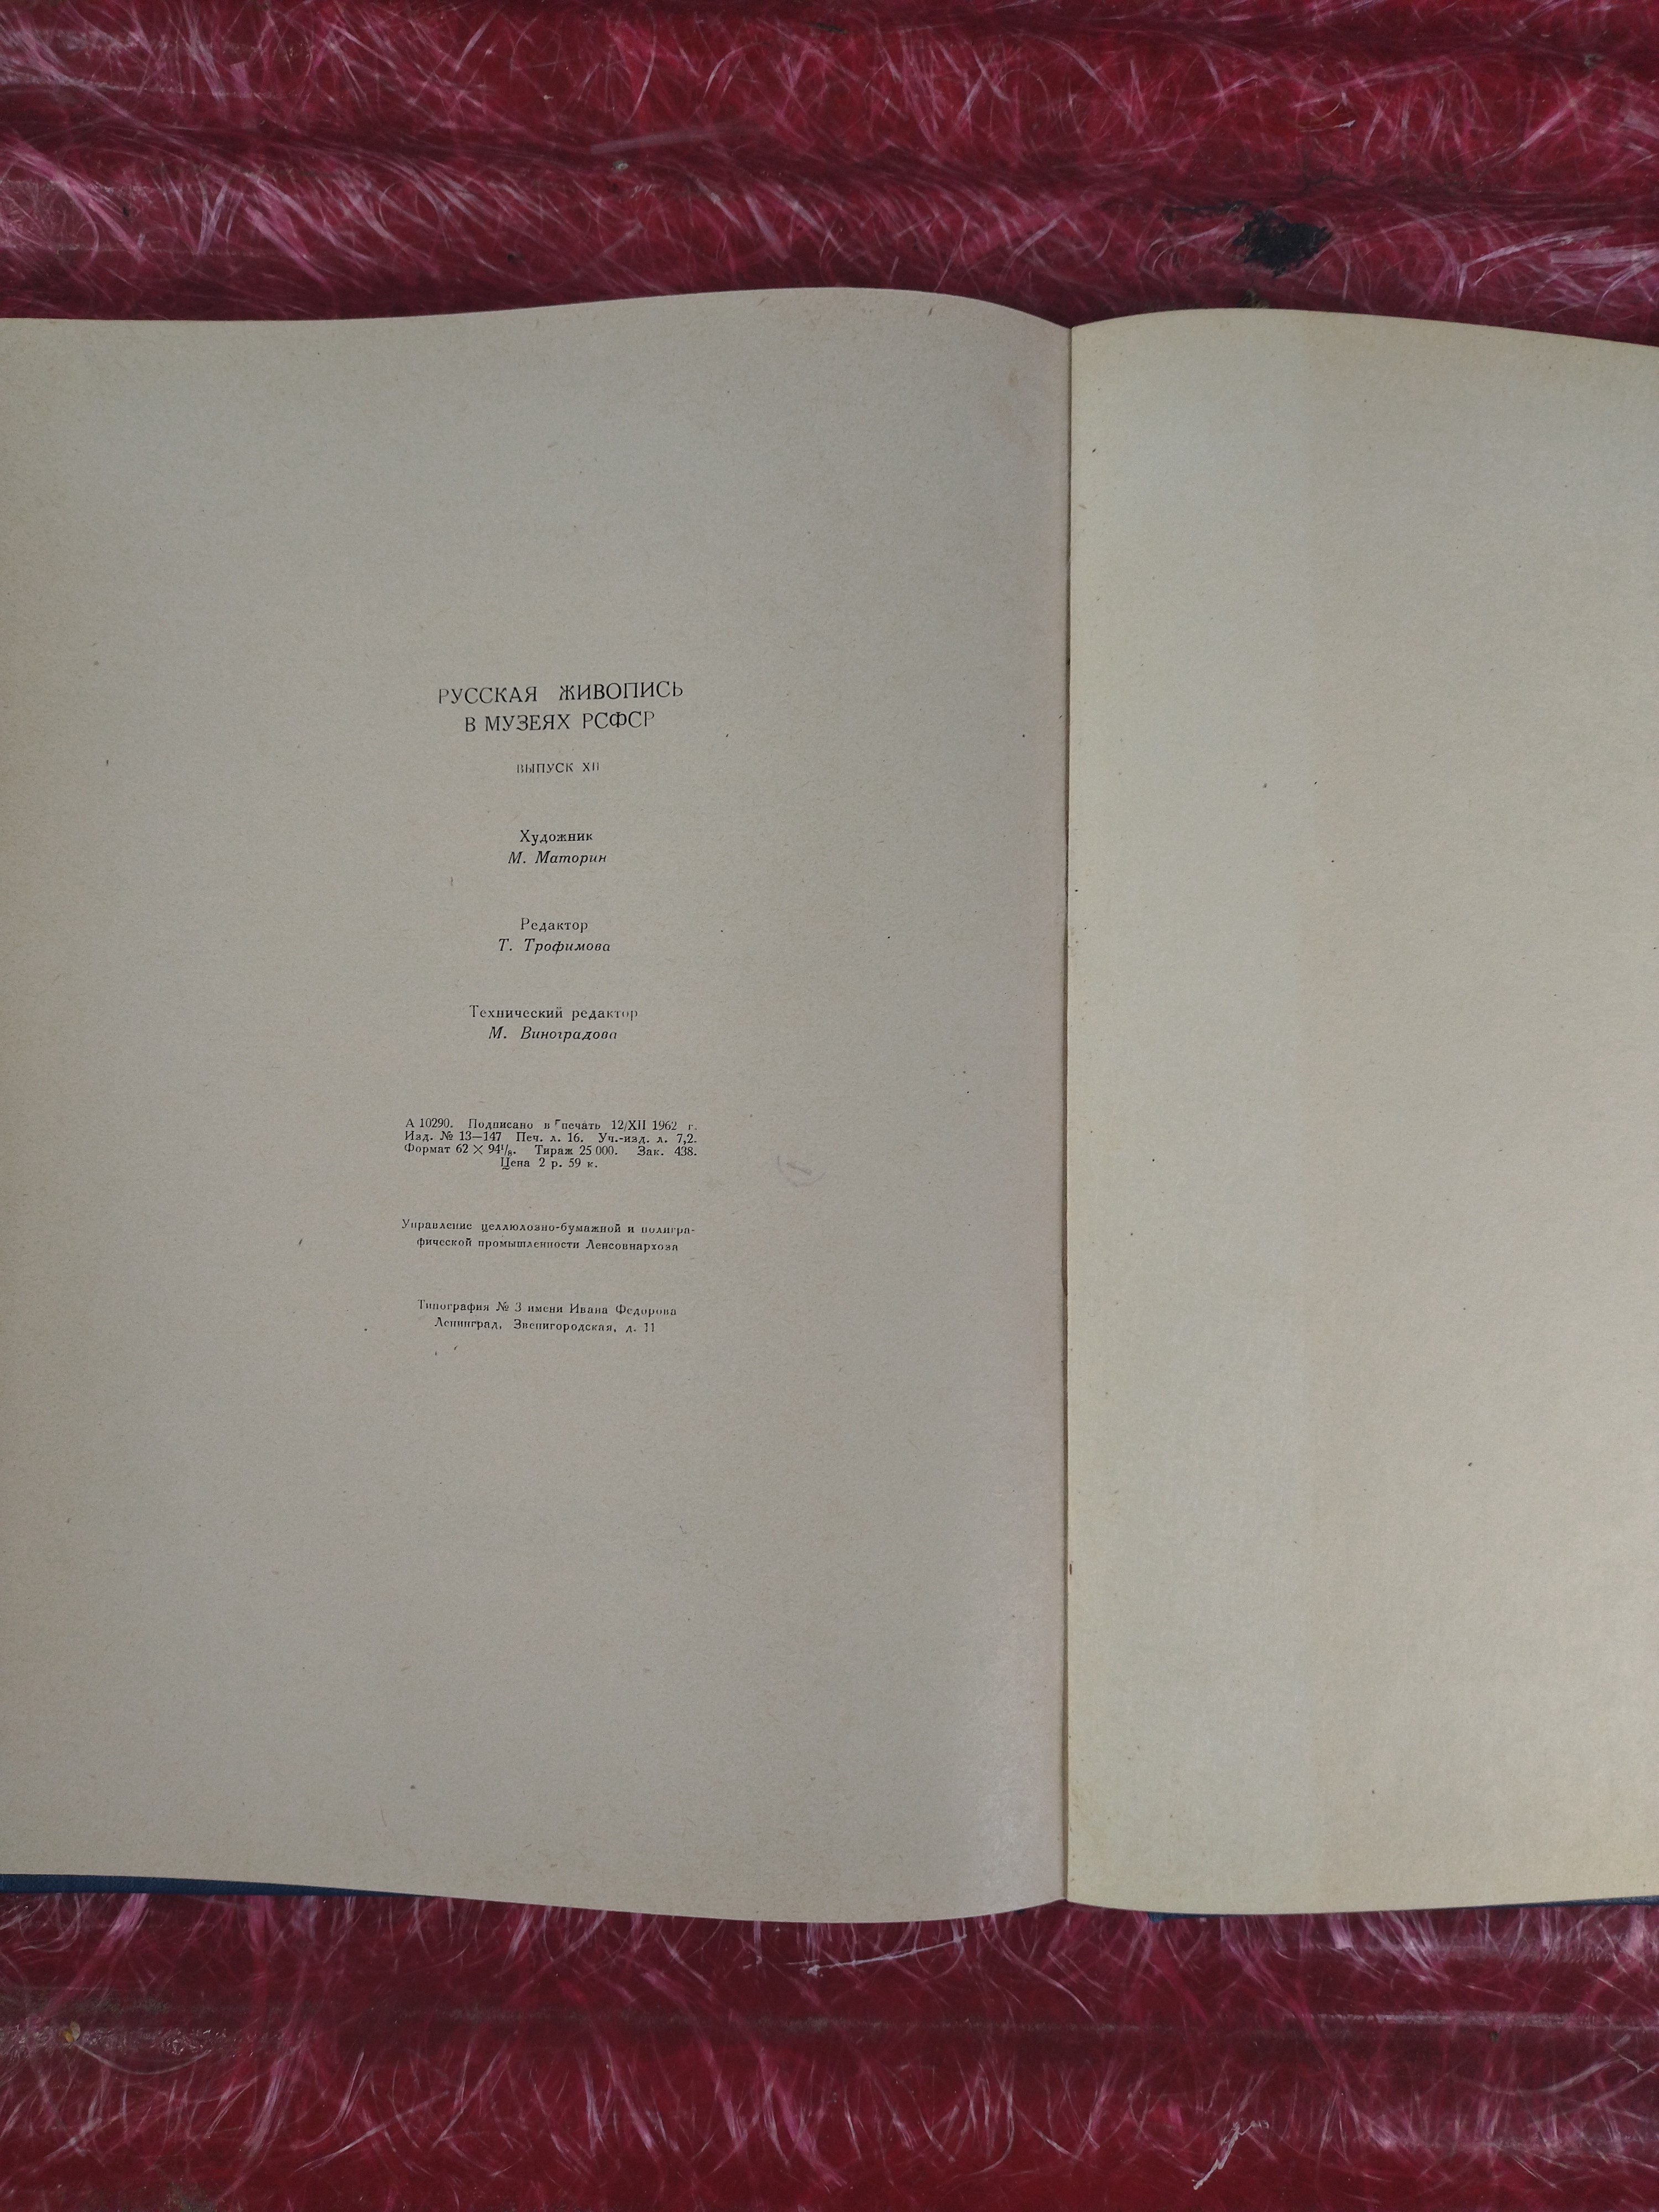 РУССКАЯ ЖИВОПИСЬ
В МУЗЕЯХ РСФСР
ВЫПУСК XII
Художник
М. Маторин
Редактор
Т. Трофимова
Технический редактор
М. Виноградова
А 10290. Подписано в печать 12/XII 1962 г.
Изд. № 13—147 Печ. л. 16. Уч.-изд. л. 7,2.
Формат 62 × 94¹/₈. Тираж 25 000. Зак. 438.
Цена 2 р. 59 к.
Управление целлюлозно-бумажной и полигра-
фической промышленности Ленсовнархоза
Типография № 3 имени Ивана Федорова
Ленинград, Звенигородская, д. 11